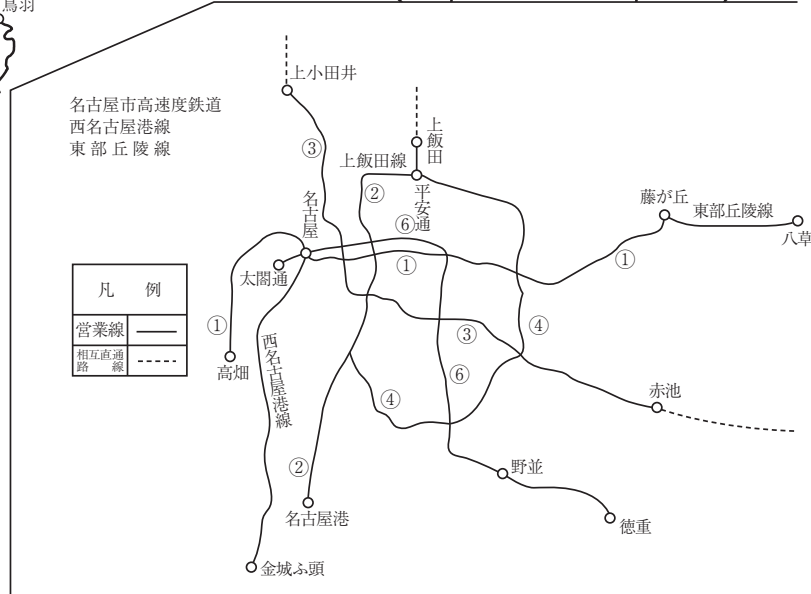 鳥羽
名古屋市高速度鉄道
西名古屋港線
東部丘陵線
上小田井
③
上飯田
上飯田線
②
平安通
⑥
名古屋
藤が丘
東部丘陵線
八草
太閤通
①
①
凡 例
営業線
相互直通路線
①
高畑
西名古屋港線
③
④
⑥
④
赤池
②
野並
名古屋港
徳重
金城ふ頭